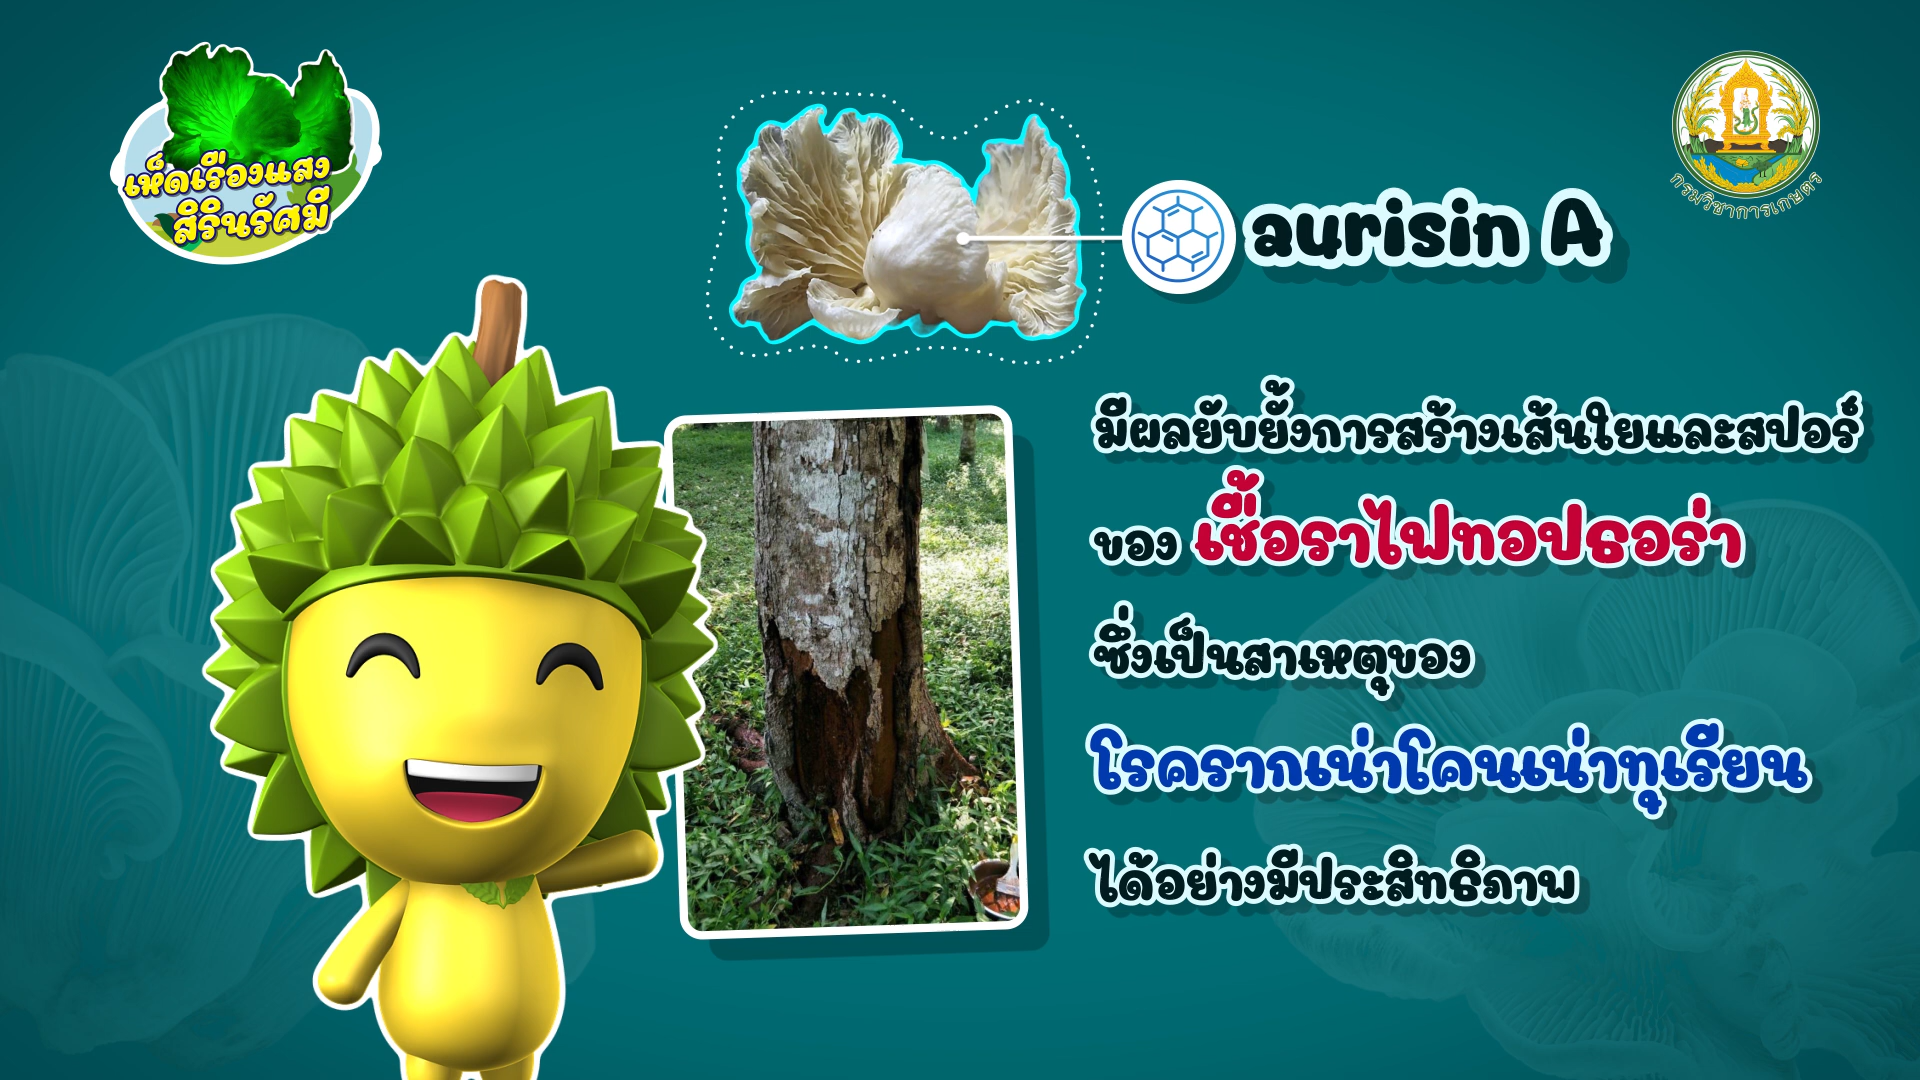 เห็ดเรืองแสง
สิรินรัศมี
กรมวิชาการเกษตร
aurisin A
มีผลยับยั้งการสร้างเส้นใยและสปอร์
ของ เชื้อราไฟทอปธอร่า
ซึ่งเป็นสาเหตุของ
โรครากเน่าโคนเน่าทุเรียน
ได้อย่างมีประสิทธิภาพ